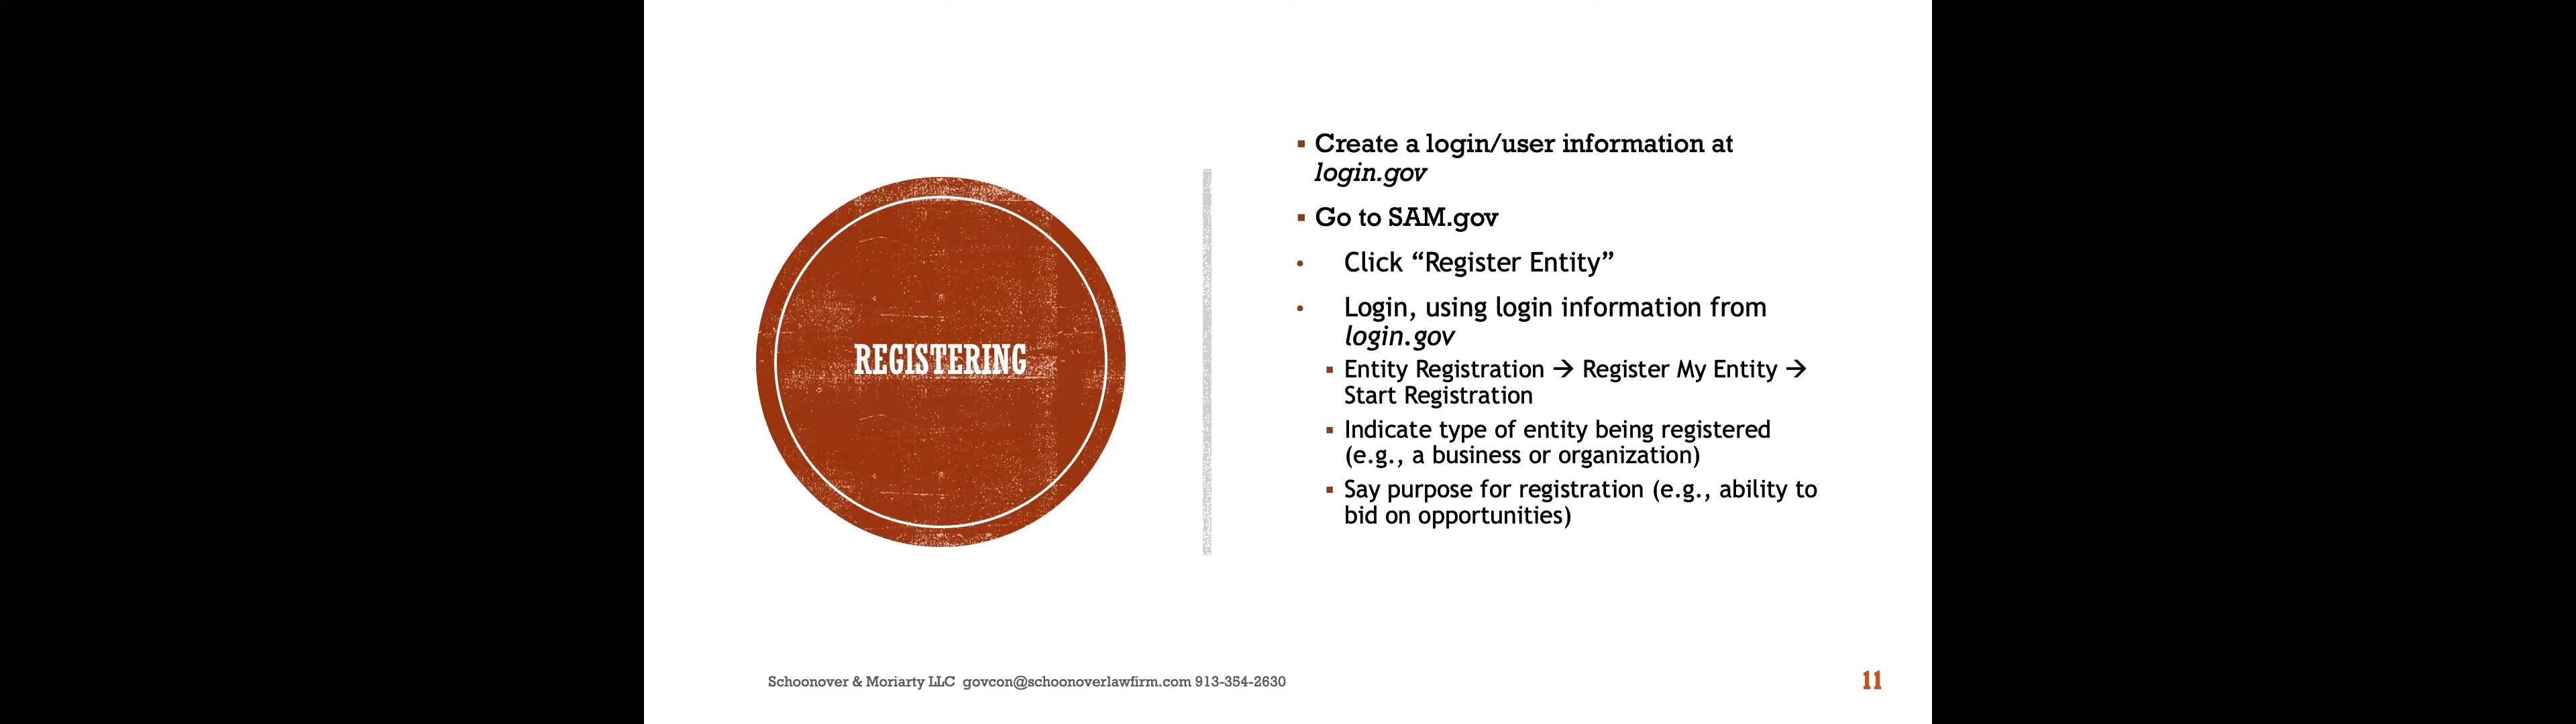 REGISTERING
▪ Create a login/user information at
login.gov
▪ Go to SAM.gov
• Click “Register Entity”
• Login, using login information from
login.gov
▪ Entity Registration → Register My Entity →
Start Registration
▪ Indicate type of entity being registered
(e.g., a business or organization)
▪ Say purpose for registration (e.g., ability to
bid on opportunities)
Schoonover & Moriarty LLC govcon@schoonoverlawfirm.com 913-354-2630
11